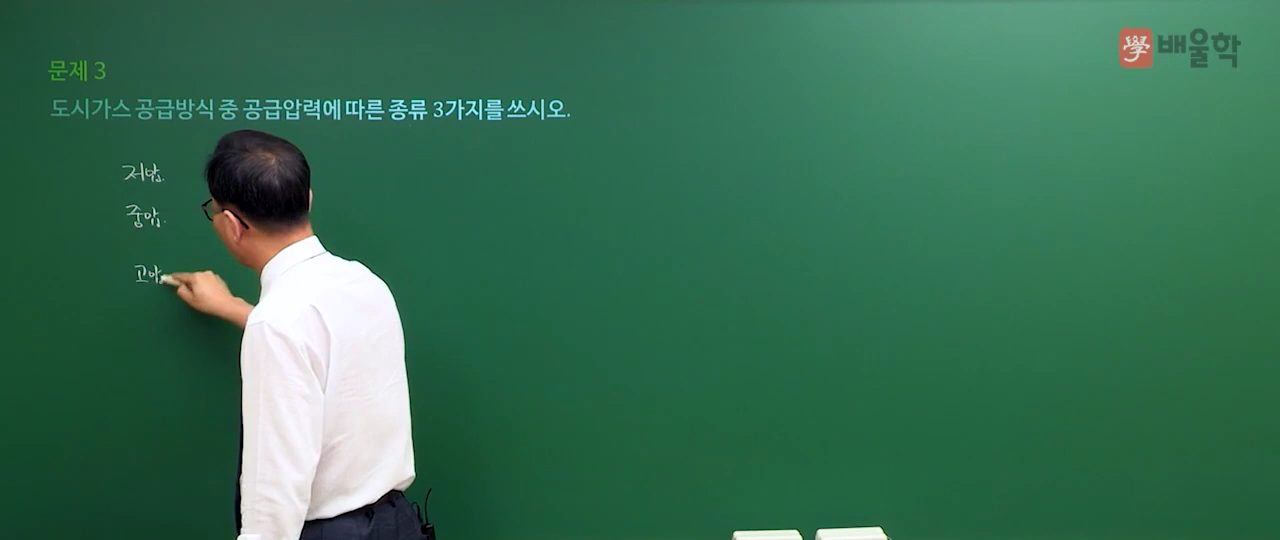 學 배울학
문제 3
도시가스 공급방식 중 공급압력에 따른 종류 3가지를 쓰시오.
저압.
중압.
고압